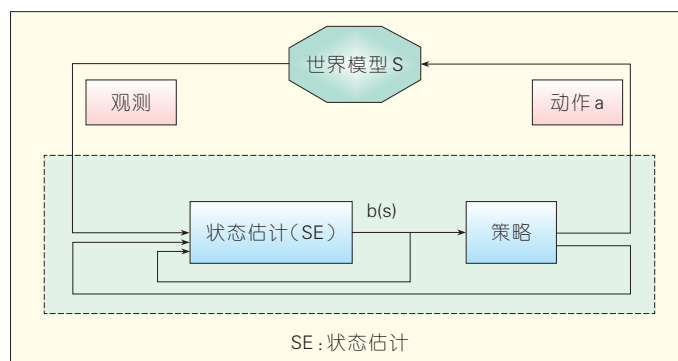 世界模型 S
观测
动作 a
b(s)
状态估计（SE）
策略
SE：状态估计